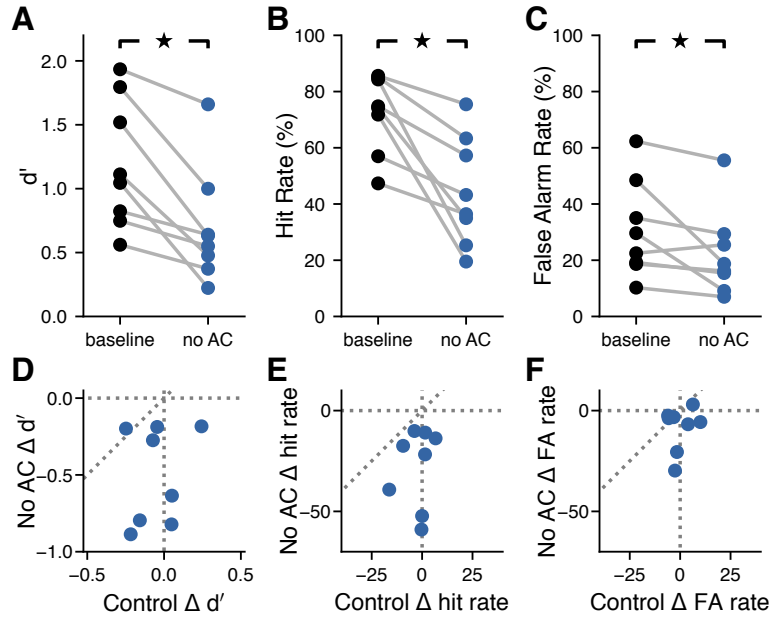 A
B
C
★
★
★
d'
2.0
1.5
1.0
0.5
0.0
baseline
no AC
Hit Rate (%)
100
80
60
40
20
0
baseline
no AC
False Alarm Rate (%)
100
80
60
40
20
0
baseline
no AC
D
E
F
No AC Δ d′
0.0
−0.5
−1.0
−0.5
0.0
0.5
Control Δ d′
No AC Δ hit rate
0
−50
−25
0
25
Control Δ hit rate
No AC Δ FA rate
0
−50
−25
0
25
Control Δ FA rate